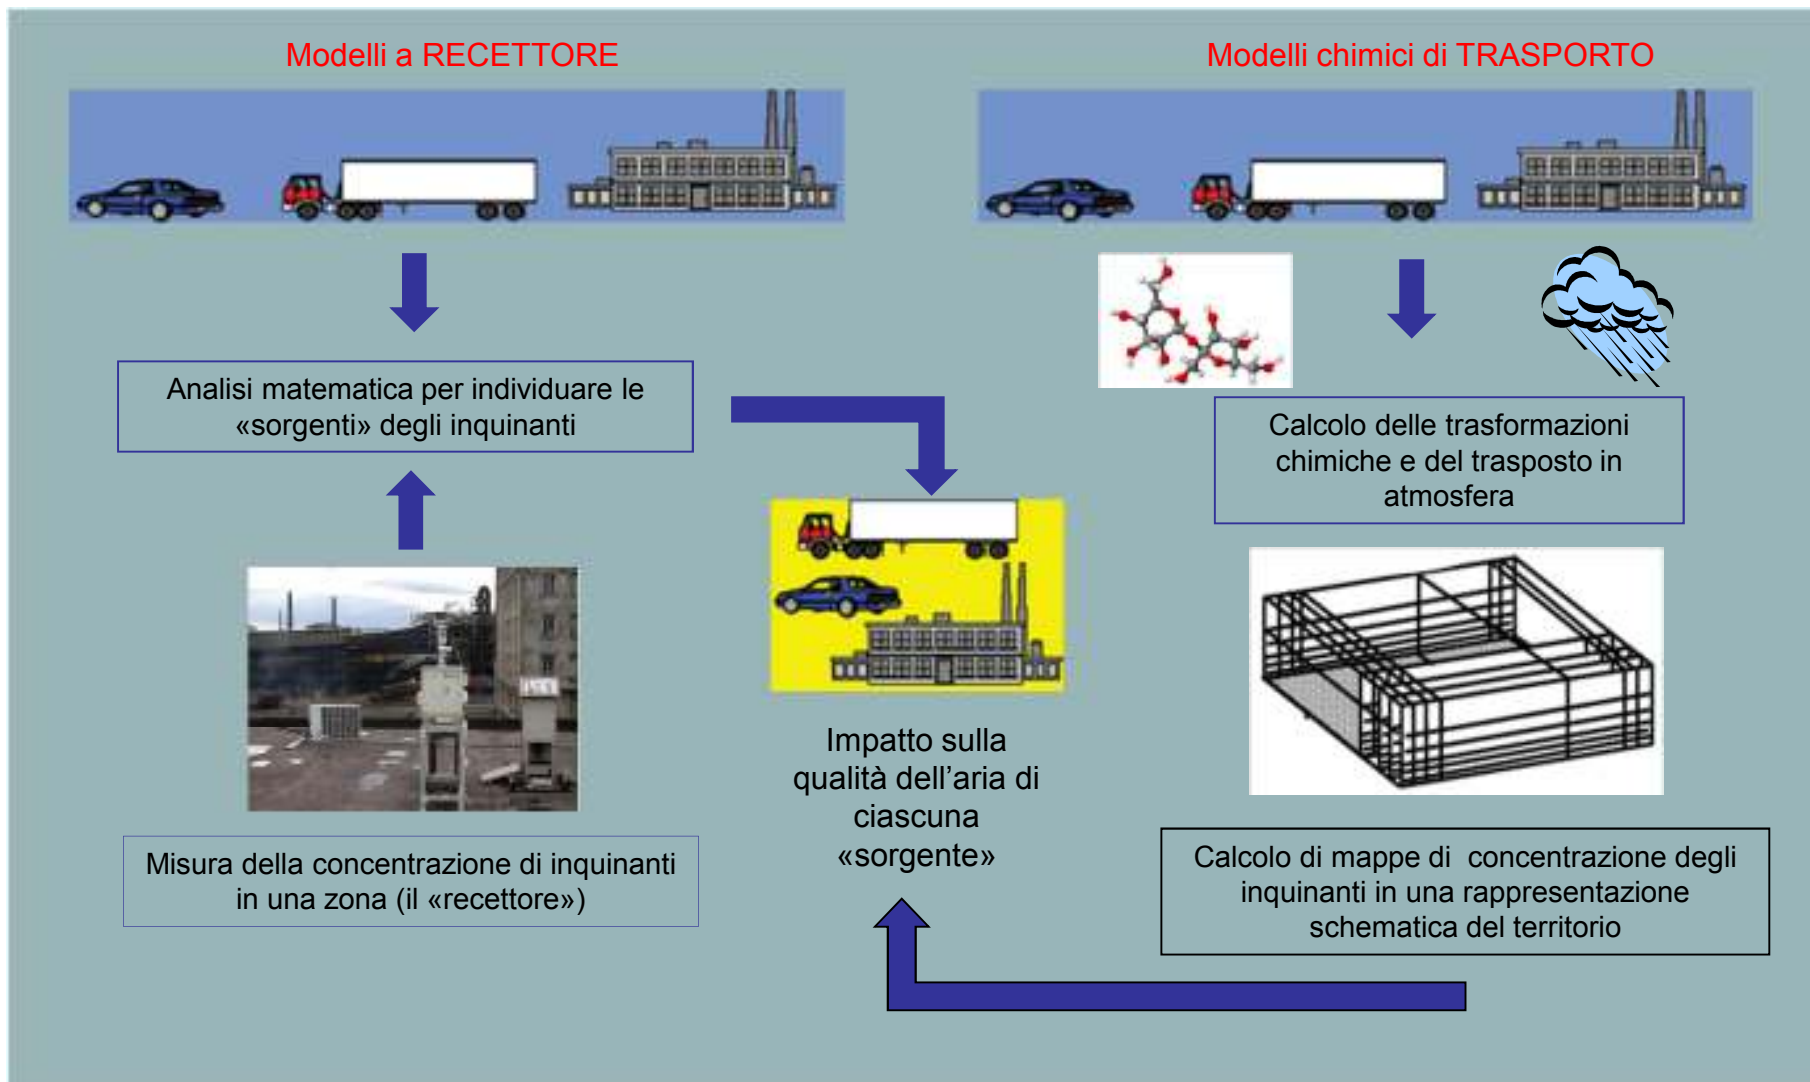 Modelli a RECETTORE
Analisi matematica per individuare le
«sorgenti» degli inquinanti
Misura della concentrazione di inquinanti
in una zona (il «recettore»)
Impatto sulla
qualità dell'aria di
ciascuna
«sorgente»
Modelli chimici di TRASPORTO
Calcolo delle trasformazioni
chimiche e del trasposto in
atmosfera
Calcolo di mappe di concentrazione degli
inquinanti in una rappresentazione
schematica del territorio